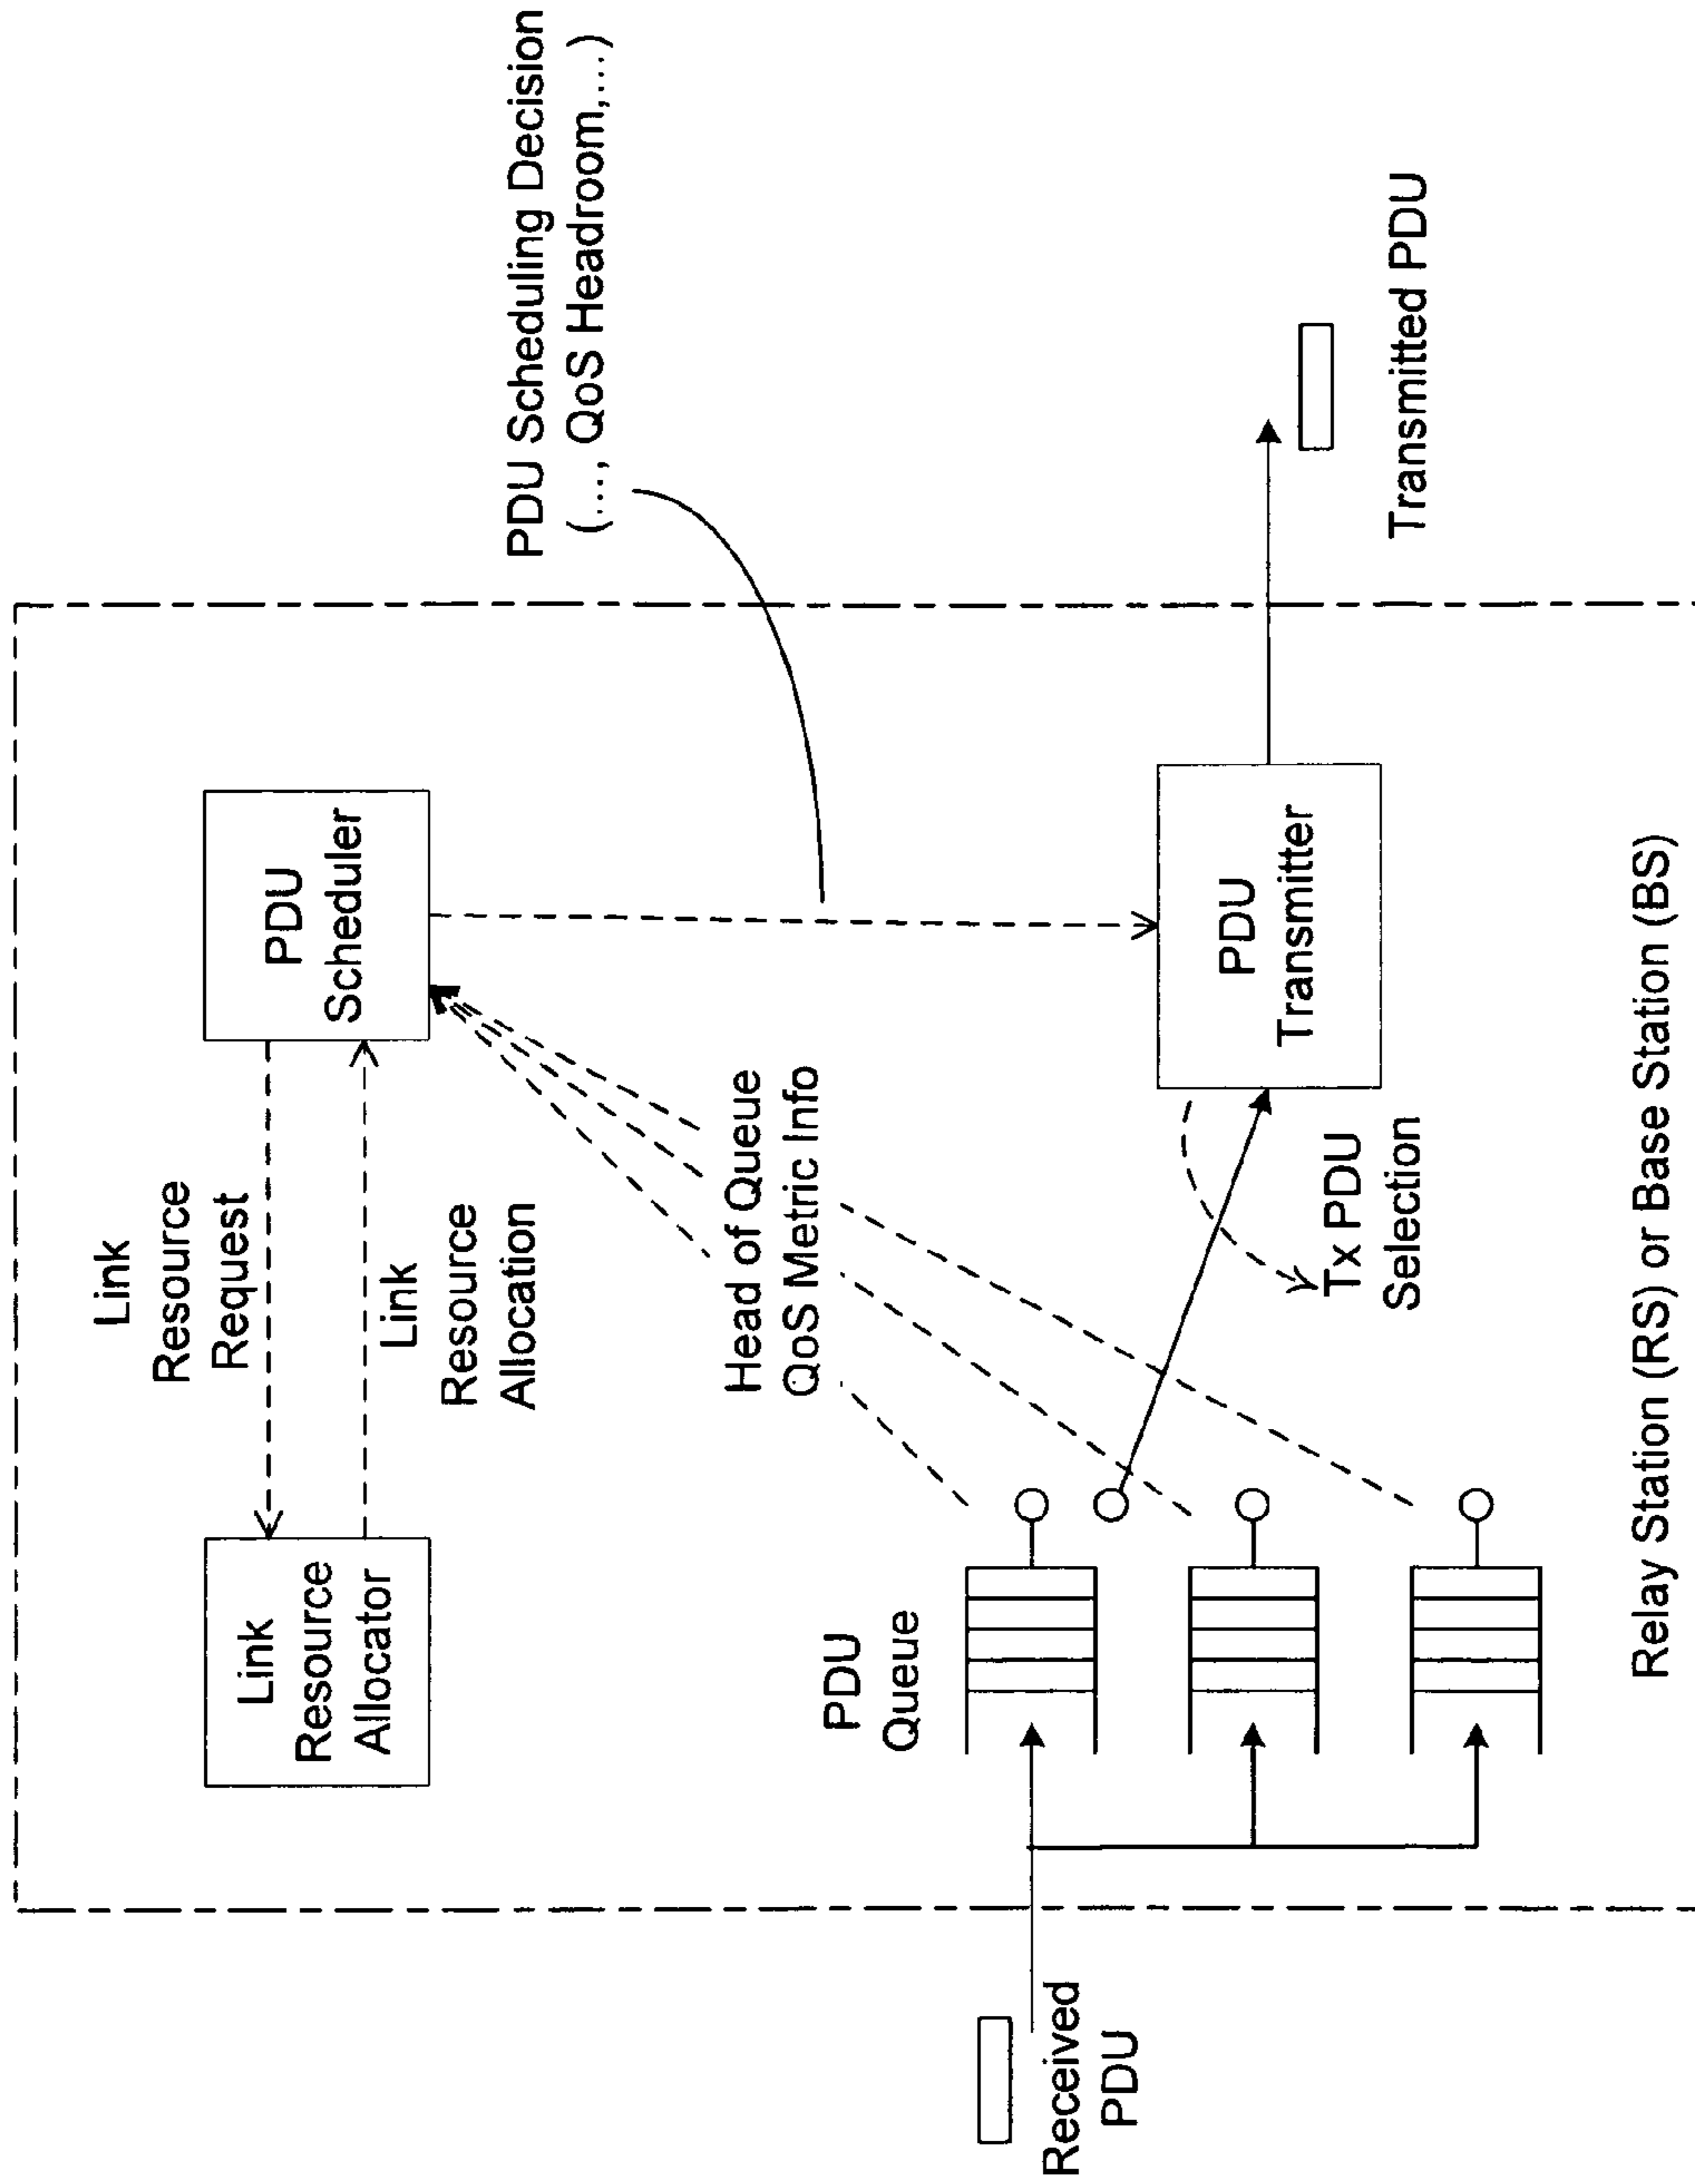 Link
Resource
Request
Link
Resource
Allocation
Link
Resource
Allocator
PDU
Scheduler
PDU Scheduling Decision
(..., QoS Headroom,...)
Head of Queue
QoS Metric Info
PDU
Queue
Received
PDU
Tx PDU
Selection
PDU
Transmitter
Transmitted PDU
Relay Station (RS) or Base Station (BS)